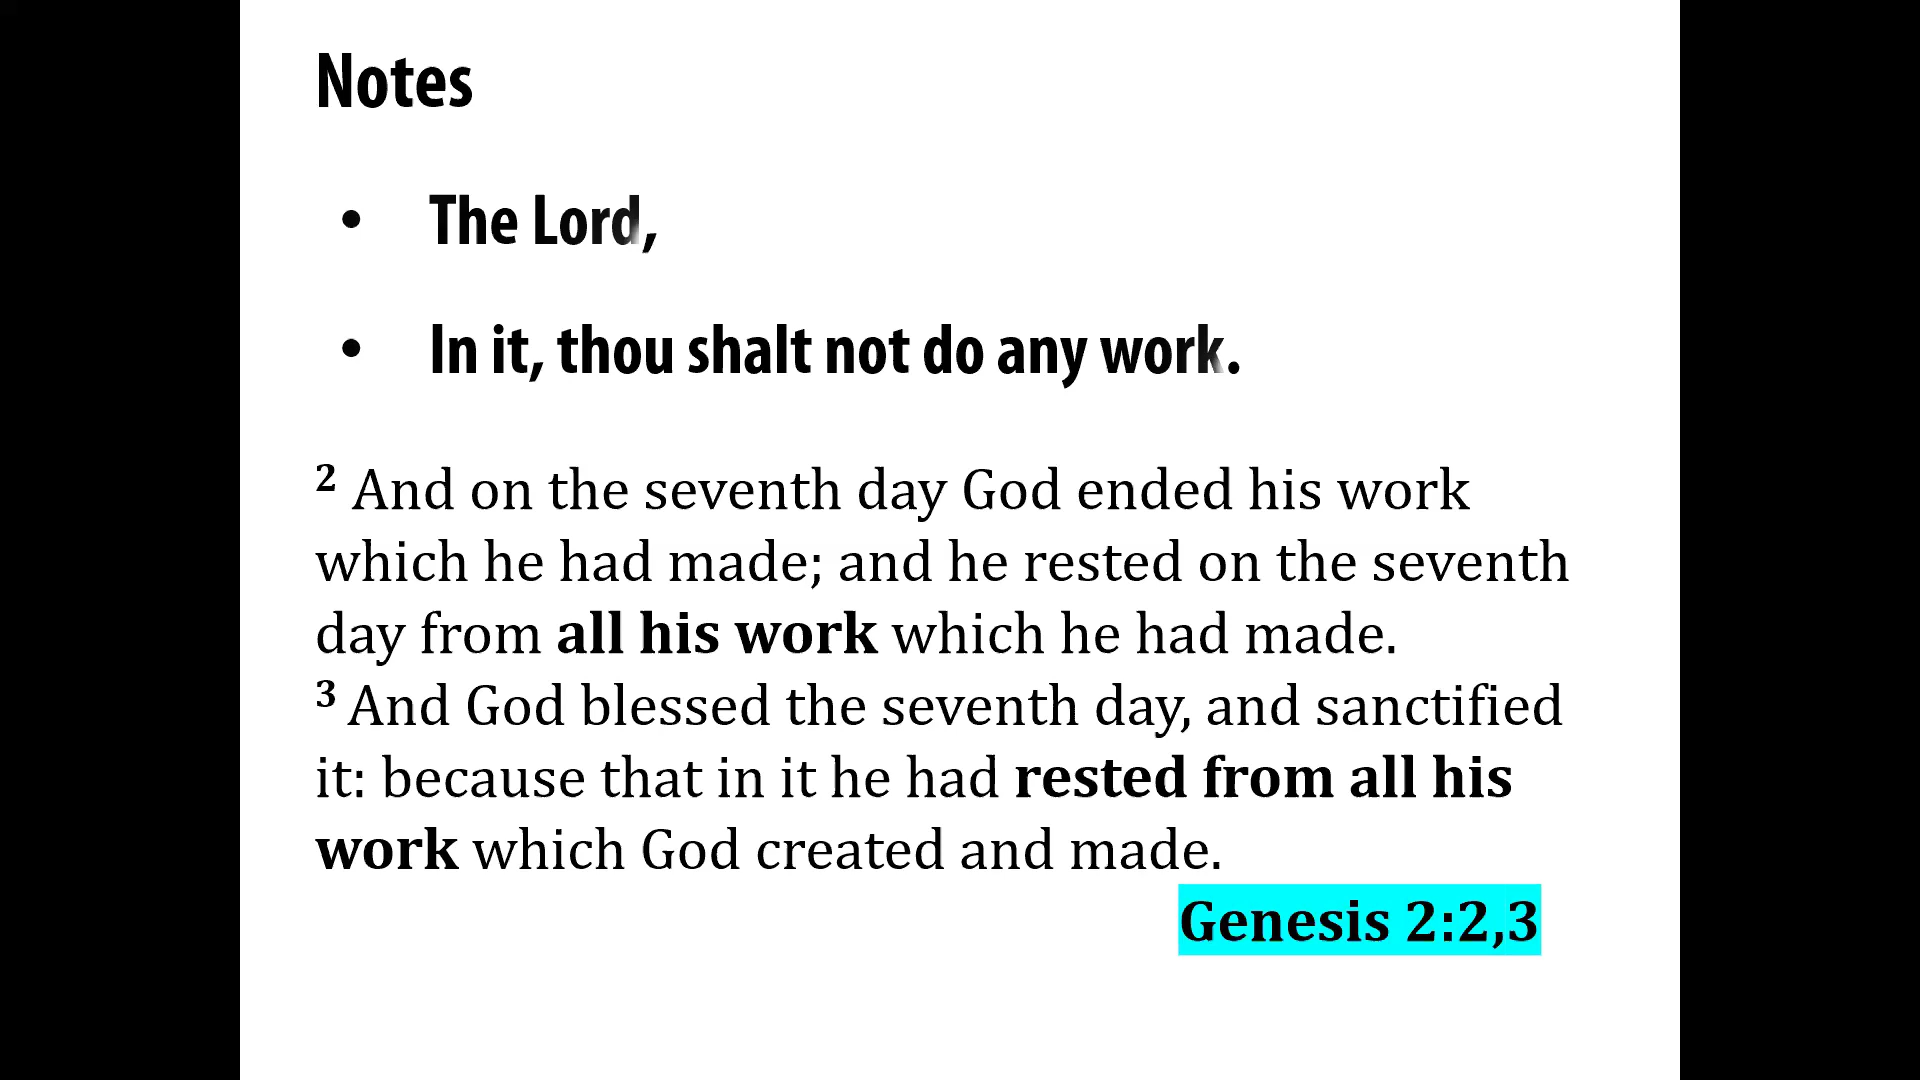 Notes
• The Lord,
• In it, thou shalt not do any work.
² And on the seventh day God ended his work
which he had made; and he rested on the seventh
day from all his work which he had made.
³ And God blessed the seventh day, and sanctified
it: because that in it he had rested from all his
work which God created and made.
Genesis 2:2,3